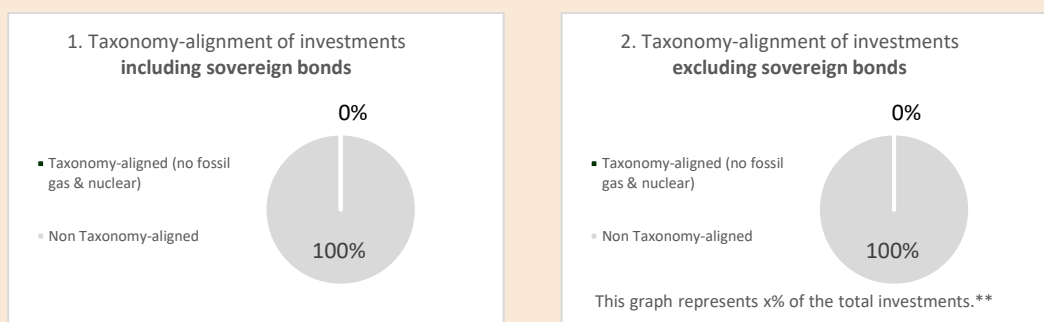 1. Taxonomy-alignment of investments
including sovereign bonds
0%
Taxonomy-aligned (no fossil
gas & nuclear)
Non Taxonomy-aligned
100%
2. Taxonomy-alignment of investments
excluding sovereign bonds
0%
Taxonomy-aligned (no fossil
gas & nuclear)
Non Taxonomy-aligned
100%
This graph represents x% of the total investments.**